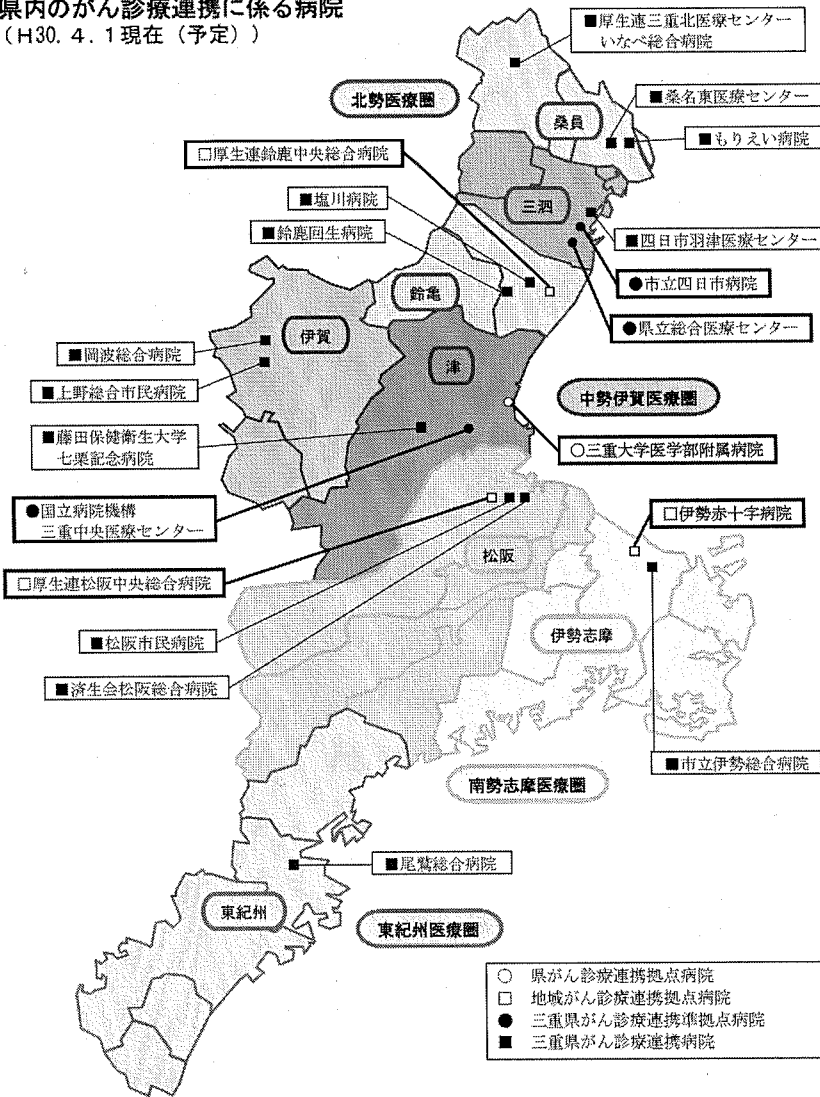 県内のがん診療連携に係る病院
(H30.4.1現在(予定))
■厚生連三重北医療センター
いなべ総合病院
北勢医療圏
■桑名東医療センター
桑員
■もりえい病院
□厚生連鈴鹿中央総合病院
■塩川病院
三泗
■鈴鹿回生病院
■四日市羽津医療センター
●市立四日市病院
鈴亀
伊賀
●県立総合医療センター
■岡波総合病院
津
■上野総合市民病院
中勢伊賀医療圏
■藤田保健衛生大学
七栗記念病院
○三重大学医学部附属病院
●国立病院機構
三重中央医療センター
□伊勢赤十字病院
松阪
□厚生連松阪中央総合病院
伊勢志摩
■松阪市民病院
■済生会松阪総合病院
■市立伊勢総合病院
南勢志摩医療圏
■尾鷲総合病院
東紀州
東紀州医療圏
○ 県がん診療連携拠点病院
□ 地域がん診療連携拠点病院
● 三重県がん診療連携準拠点病院
■ 三重県がん診療連携病院